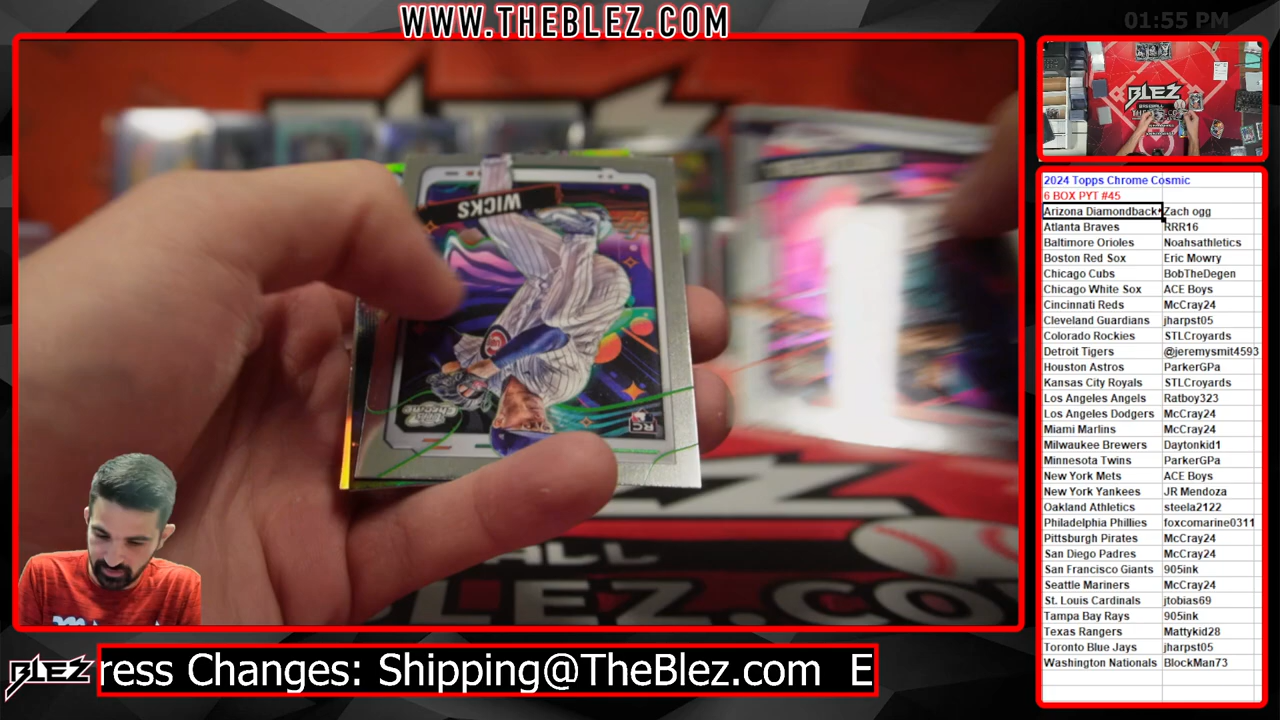 WWW.THEBLEZ.COM
01:55 PM
BLEZ
WICKS
RC
2024 Topps Chrome Cosmic
6 BOX PYT #45
Arizona Diamondback Zach ogg
Atlanta Braves RRR16
Baltimore Orioles Noahsathletics
Boston Red Sox Eric Mowry
Chicago Cubs BobTheDegen
Chicago White Sox ACE Boys
Cincinnati Reds McCray24
Cleveland Guardians jharpst05
Colorado Rockies STLCroyards
Detroit Tigers @jeremysmit4593
Houston Astros ParkerGPa
Kansas City Royals STLCroyards
Los Angeles Angels Ratboy323
Los Angeles Dodgers McCray24
Miami Marlins McCray24
Milwaukee Brewers Daytonkid1
Minnesota Twins ParkerGPa
New York Mets ACE Boys
New York Yankees JR Mendoza
Oakland Athletics steela2122
Philadelphia Phillies foxcomarine0311
Pittsburgh Pirates McCray24
San Diego Padres McCray24
San Francisco Giants 905ink
Seattle Mariners McCray24
St. Louis Cardinals jtobias69
Tampa Bay Rays 905ink
Texas Rangers Mattykid28
Toronto Blue Jays jharpst05
Washington Nationals BlockMan73
BLEZ
ress Changes: Shipping@TheBlez.com E